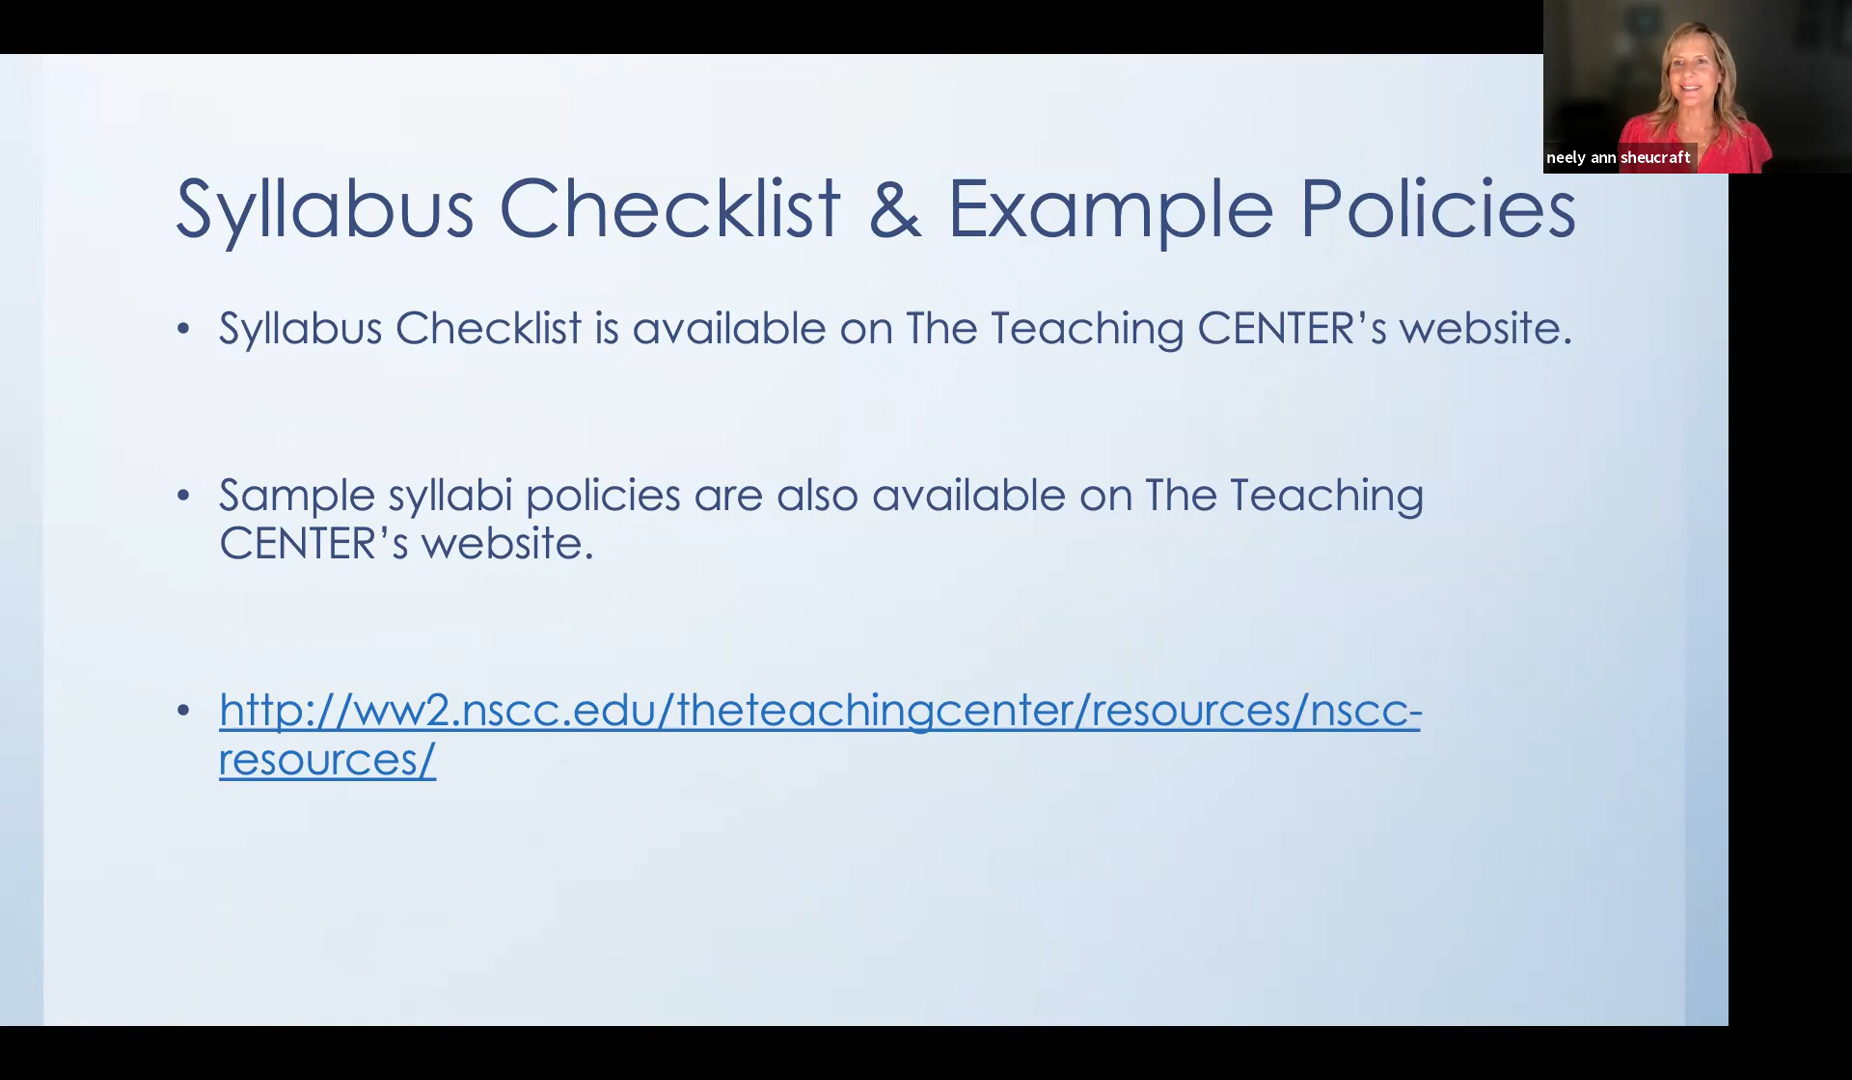 neely ann sheucraft
Syllabus Checklist & Example Policies
• Syllabus Checklist is available on The Teaching CENTER’s website.
• Sample syllabi policies are also available on The Teaching
CENTER’s website.
• http://ww2.nscc.edu/theteachingcenter/resources/nscc-
resources/